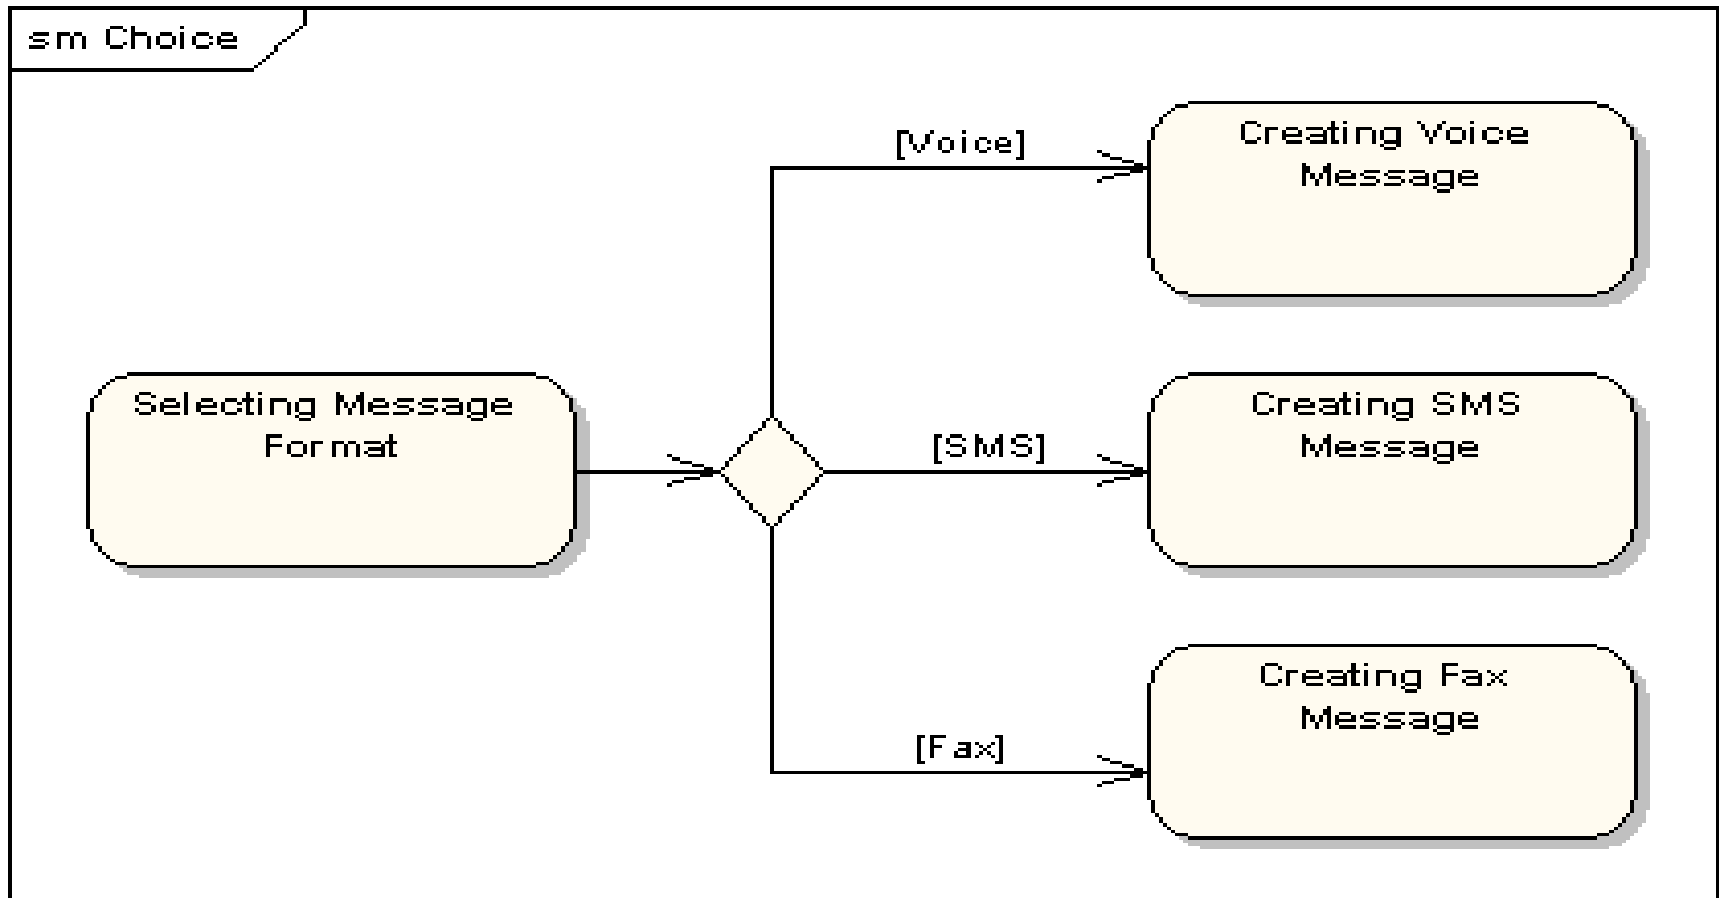 sm Choice
[Voice]
Creating Voice
Message
Selecting Message
Format
[SMS]
Creating SMS
Message
[Fax]
Creating Fax
Message